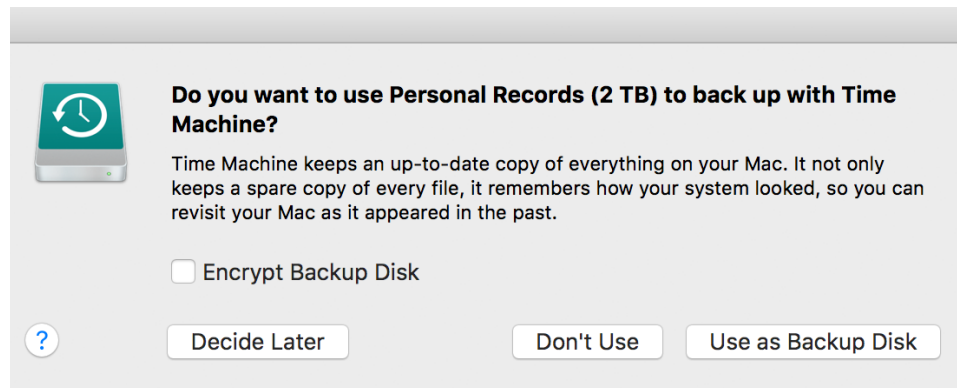 Do you want to use Personal Records (2 TB) to back up with Time
Machine?
Time Machine keeps an up-to-date copy of everything on your Mac. It not only
keeps a spare copy of every file, it remembers how your system looked, so you can
revisit your Mac as it appeared in the past.
Encrypt Backup Disk
? Decide Later Don't Use Use as Backup Disk